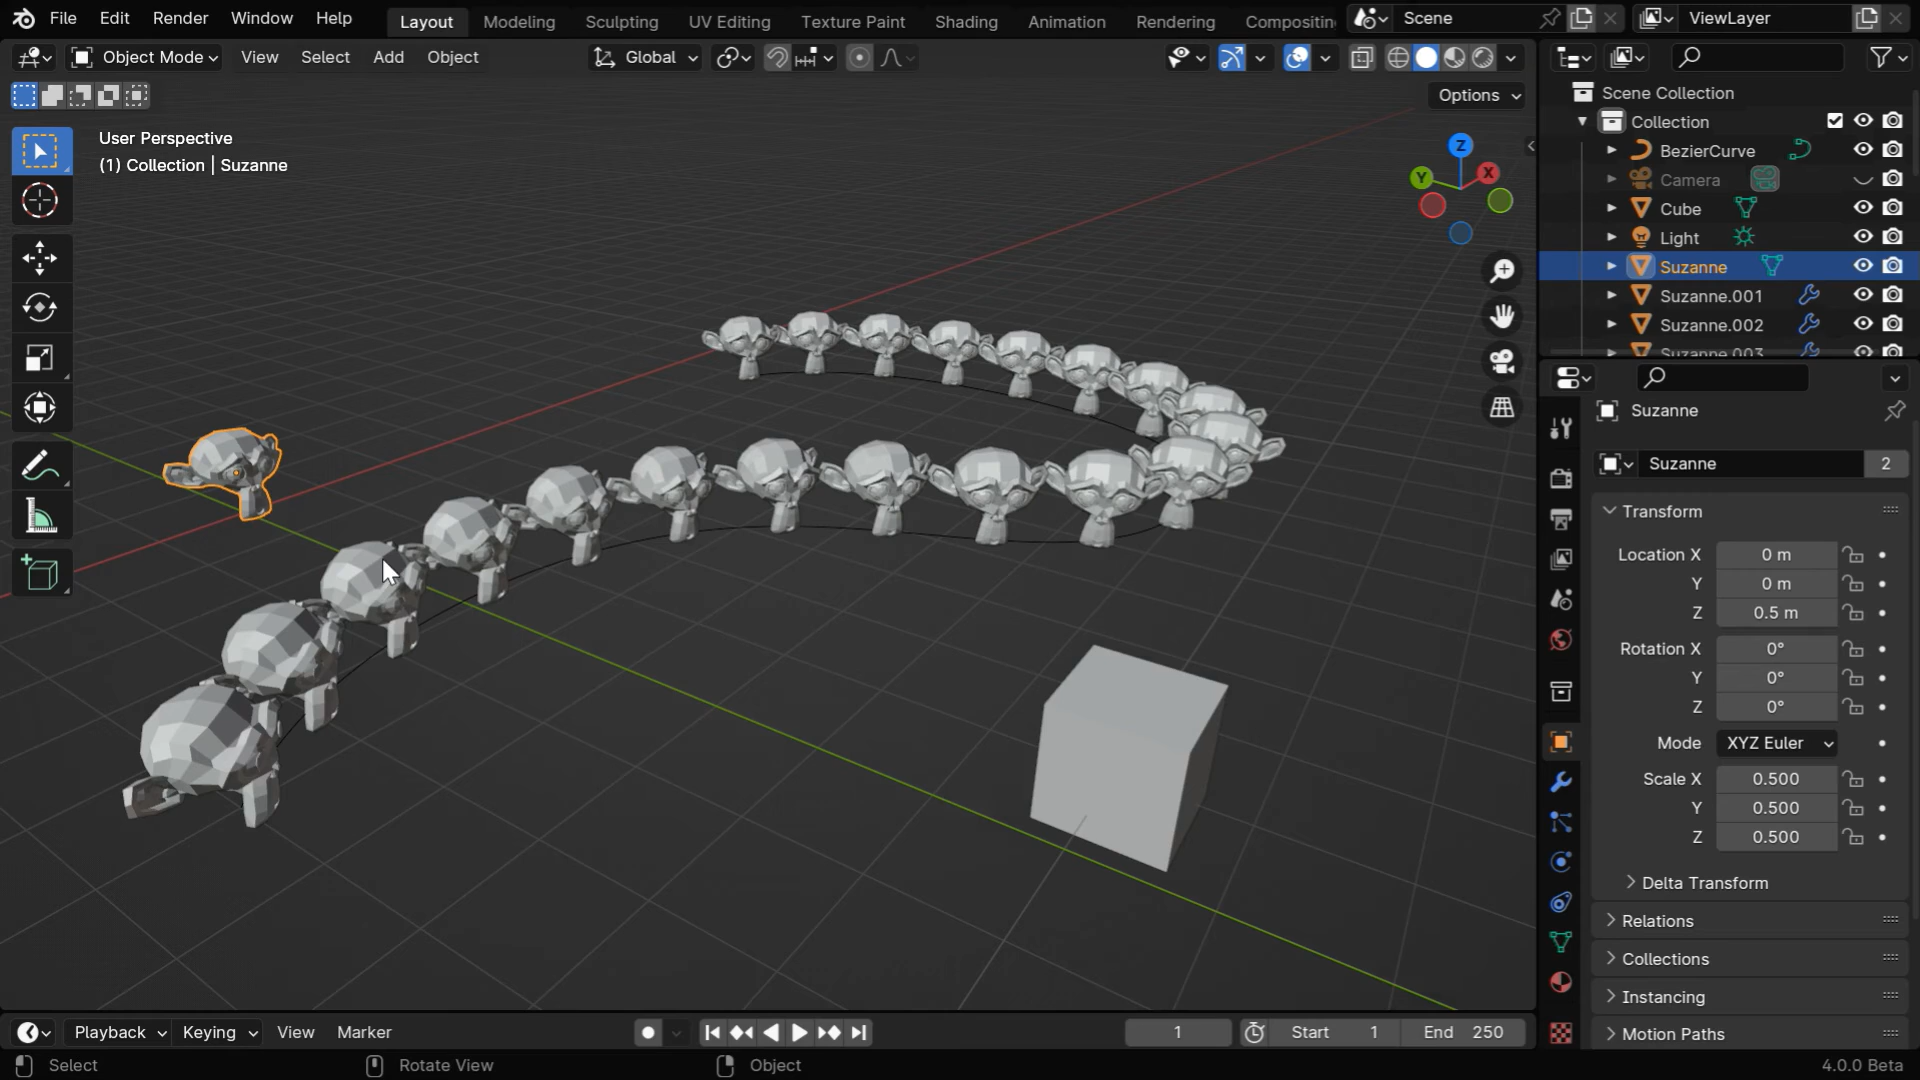 File Edit Render Window Help
Layout Modeling Sculpting UV Editing Texture Paint Shading Animation Rendering Compositin
Scene
ViewLayer
Object Mode View Select Add Object
Global
Options
User Perspective
(1) Collection | Suzanne
Z
Y
X
Scene Collection
Collection
BezierCurve
Camera
Cube
Light
Suzanne
Suzanne.001
Suzanne.002
Suzanne.003
Suzanne
Suzanne 2
Transform
Location X 0 m
Y 0 m
Z 0.5 m
Rotation X 0°
Y 0°
Z 0°
Mode XYZ Euler
Scale X 0.500
Y 0.500
Z 0.500
Delta Transform
Relations
Collections
Instancing
Motion Paths
Playback Keying View Marker
1
Start 1 End 250
Select Rotate View Object
4.0.0 Beta